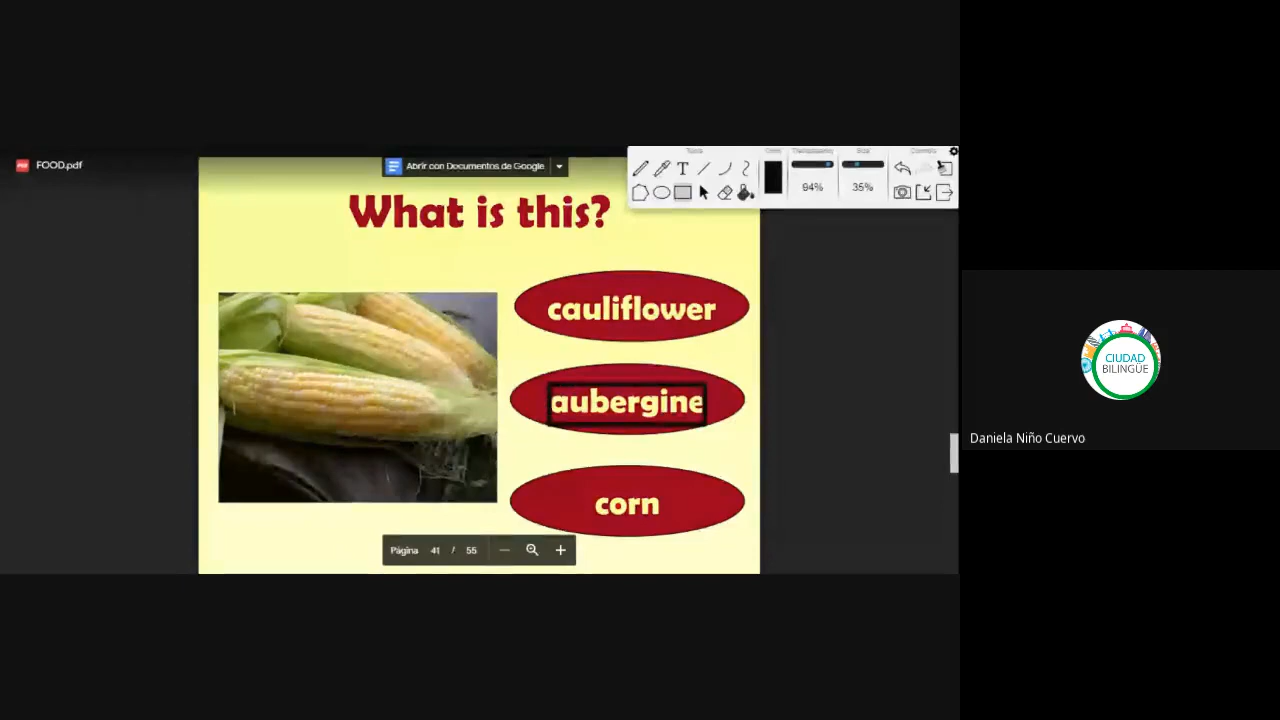 FOOD.pdf
Abrir con Documentos de Google
94%
35%
What is this?
cauliflower
aubergine
corn
Página 41 / 55
CIUDAD
BILINGÜE
Daniela Niño Cuervo